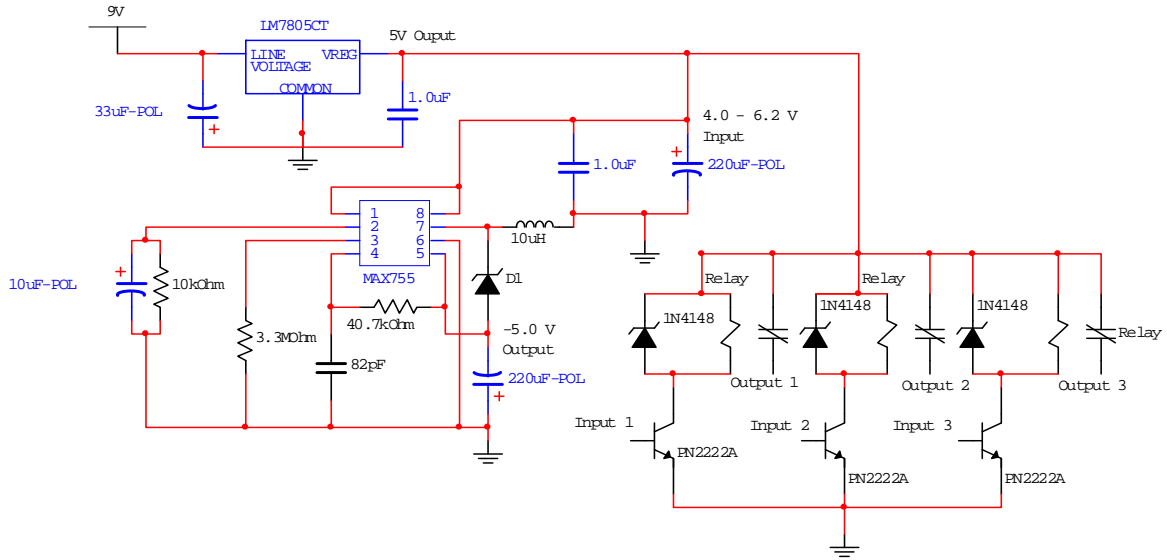 9V
LM7805CT
5V Ouput
LINE VREG
VOLTAGE
COMMON
33uF-POL
+
1.0uF
4.0 - 6.2 V
Input
+
1.0uF
220uF-POL
1 8
2 7
3 6
4 5
MAX755
10uH
+
10uF-POL
10kOhm
3.3MOhm
40.7kOhm
82pF
D1
-5.0 V
Output
220uF-POL
+
Relay
Relay
1N4148
1N4148
1N4148
Relay
Output 1
Output 2
Output 3
Input 1
Input 2
Input 3
PN2222A
PN2222A
PN2222A